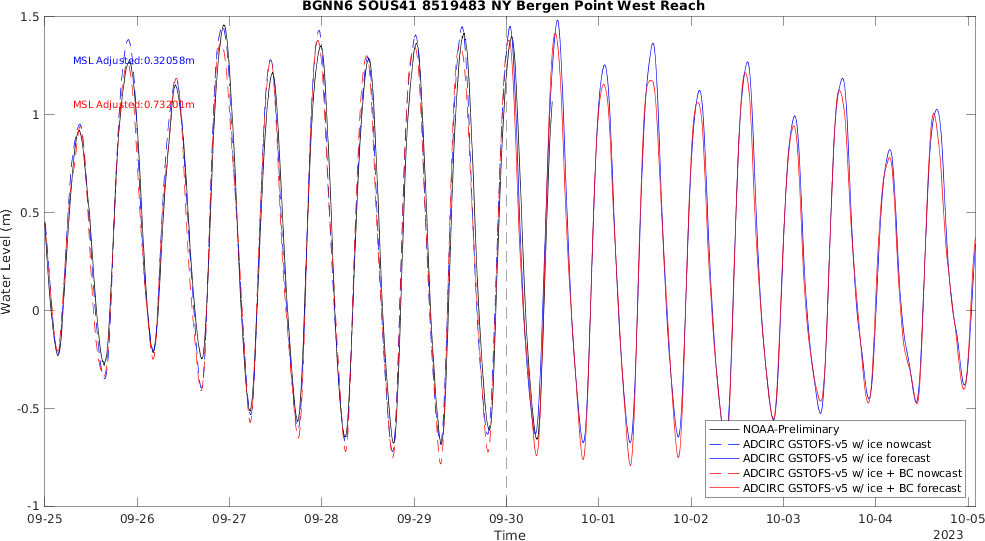 BGNN6 SOUS41 8519483 NY Bergen Point West Reach
1.5
1
0.5
0
-0.5
-1
Water Level (m)
MSL Adjusted:0.32058m
MSL Adjusted:0.73201m
NOAA-Preliminary
ADCIRC GSTOFS-v5 w/ ice nowcast
ADCIRC GSTOFS-v5 w/ ice forecast
ADCIRC GSTOFS-v5 w/ ice + BC nowcast
ADCIRC GSTOFS-v5 w/ ice + BC forecast
09-25 09-26 09-27 09-28 09-29 09-30 10-01 10-02 10-03 10-04 10-05
Time
2023